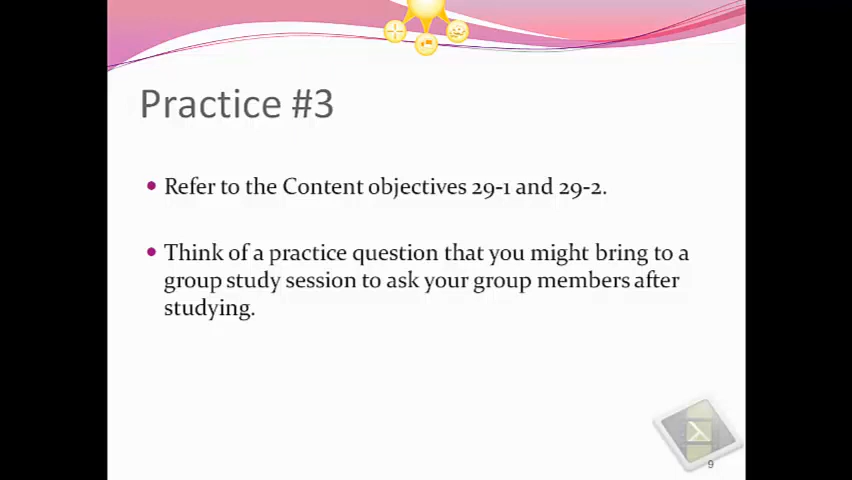 Practice #3
• Refer to the Content objectives 29-1 and 29-2.
• Think of a practice question that you might bring to a
group study session to ask your group members after
studying.
9